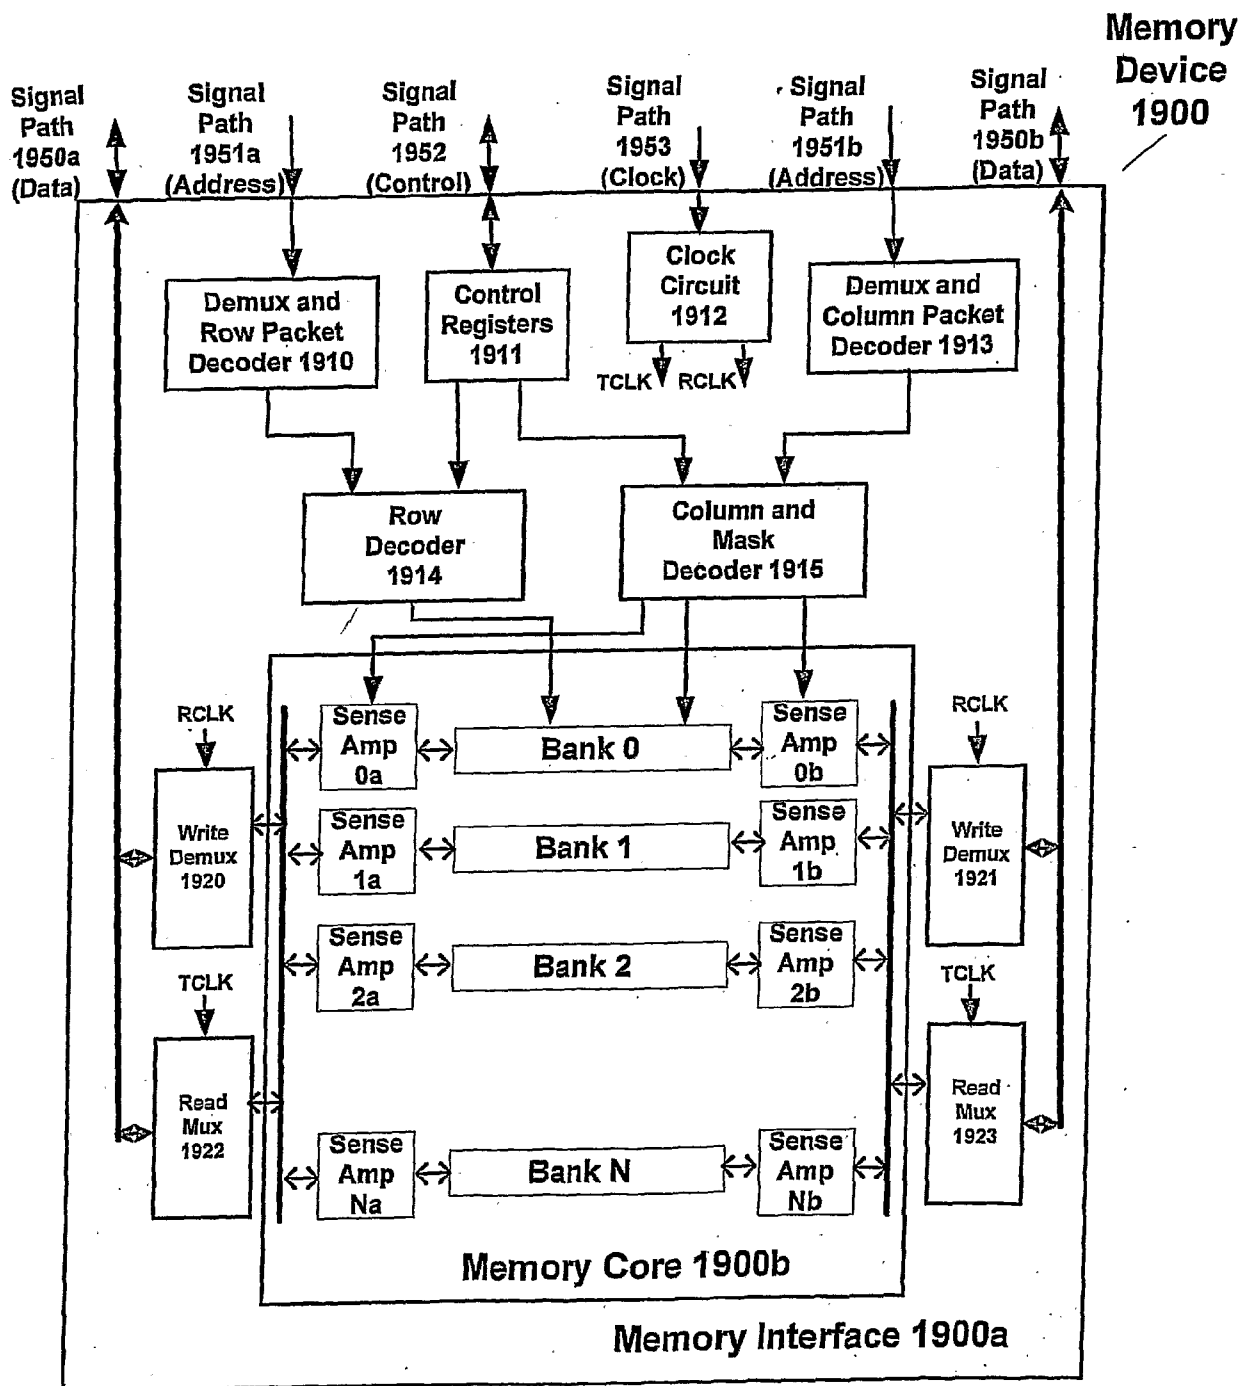 Memory
Device
1900
Signal
Path
1950a
(Data)
Signal
Path
1951a
(Address)
Signal
Path
1952
(Control)
Signal
Path
1953
(Clock)
Signal
Path
1951b
(Address)
Signal
Path
1950b
(Data)
Demux and
Row Packet
Decoder 1910
Control
Registers
1911
Clock
Circuit
1912
Demux and
Column Packet
Decoder 1913
TCLK
RCLK
Row
Decoder
1914
Column and
Mask
Decoder 1915
RCLK
Write
Demux
1920
TCLK
Read
Mux
1922
Sense
Amp
0a
Bank 0
Sense
Amp
0b
Sense
Amp
1a
Bank 1
Sense
Amp
1b
Sense
Amp
2a
Bank 2
Sense
Amp
2b
Sense
Amp
Na
Bank N
Sense
Amp
Nb
RCLK
Write
Demux
1921
TCLK
Read
Mux
1923
Memory Core 1900b
Memory Interface 1900a